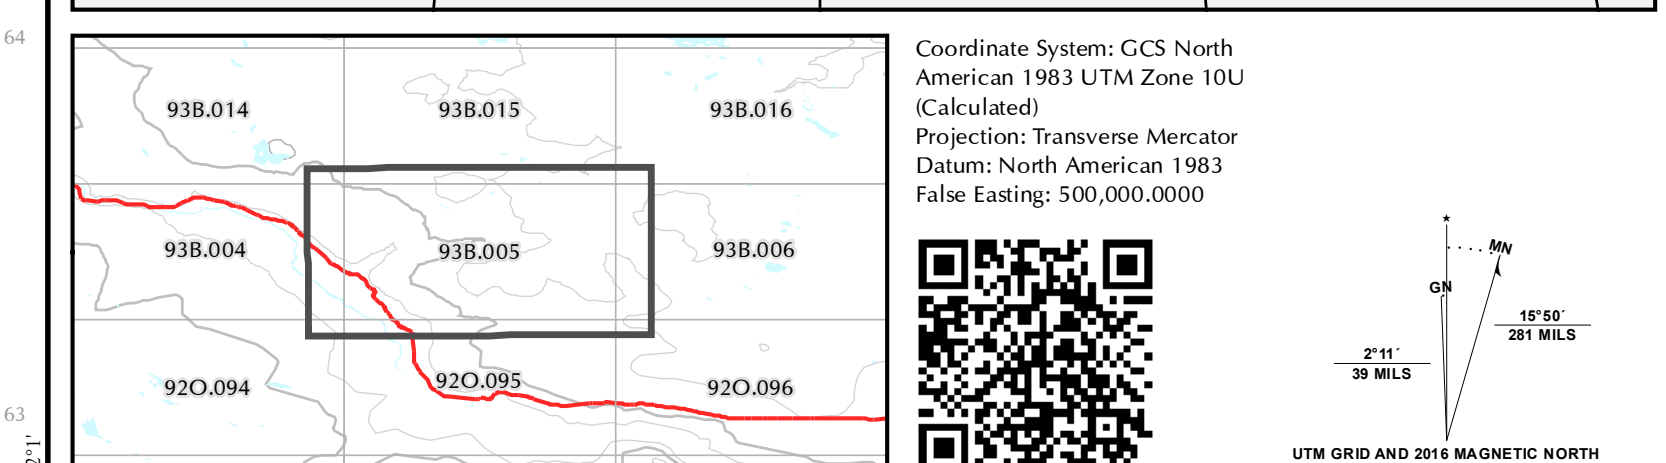 64
93B.014 93B.015 93B.016
93B.004 93B.005 93B.006
92O.094 92O.095 92O.096
63
2°1'
Coordinate System: GCS North
American 1983 UTM Zone 10U
(Calculated)
Projection: Transverse Mercator
Datum: North American 1983
False Easting: 500,000.0000
MN
GN
15°50´
281 MILS
2°11´
39 MILS
UTM GRID AND 2016 MAGNETIC NORTH